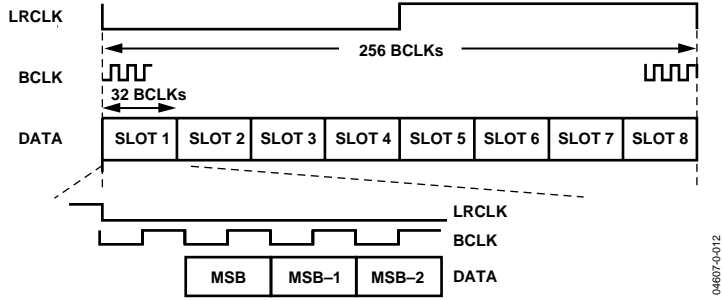 LRCLK
256 BCLKs
BCLK
32 BCLKs
DATA SLOT 1 SLOT 2 SLOT 3 SLOT 4 SLOT 5 SLOT 6 SLOT 7 SLOT 8
LRCLK
BCLK
MSB MSB–1 MSB–2 DATA
04607-0-012